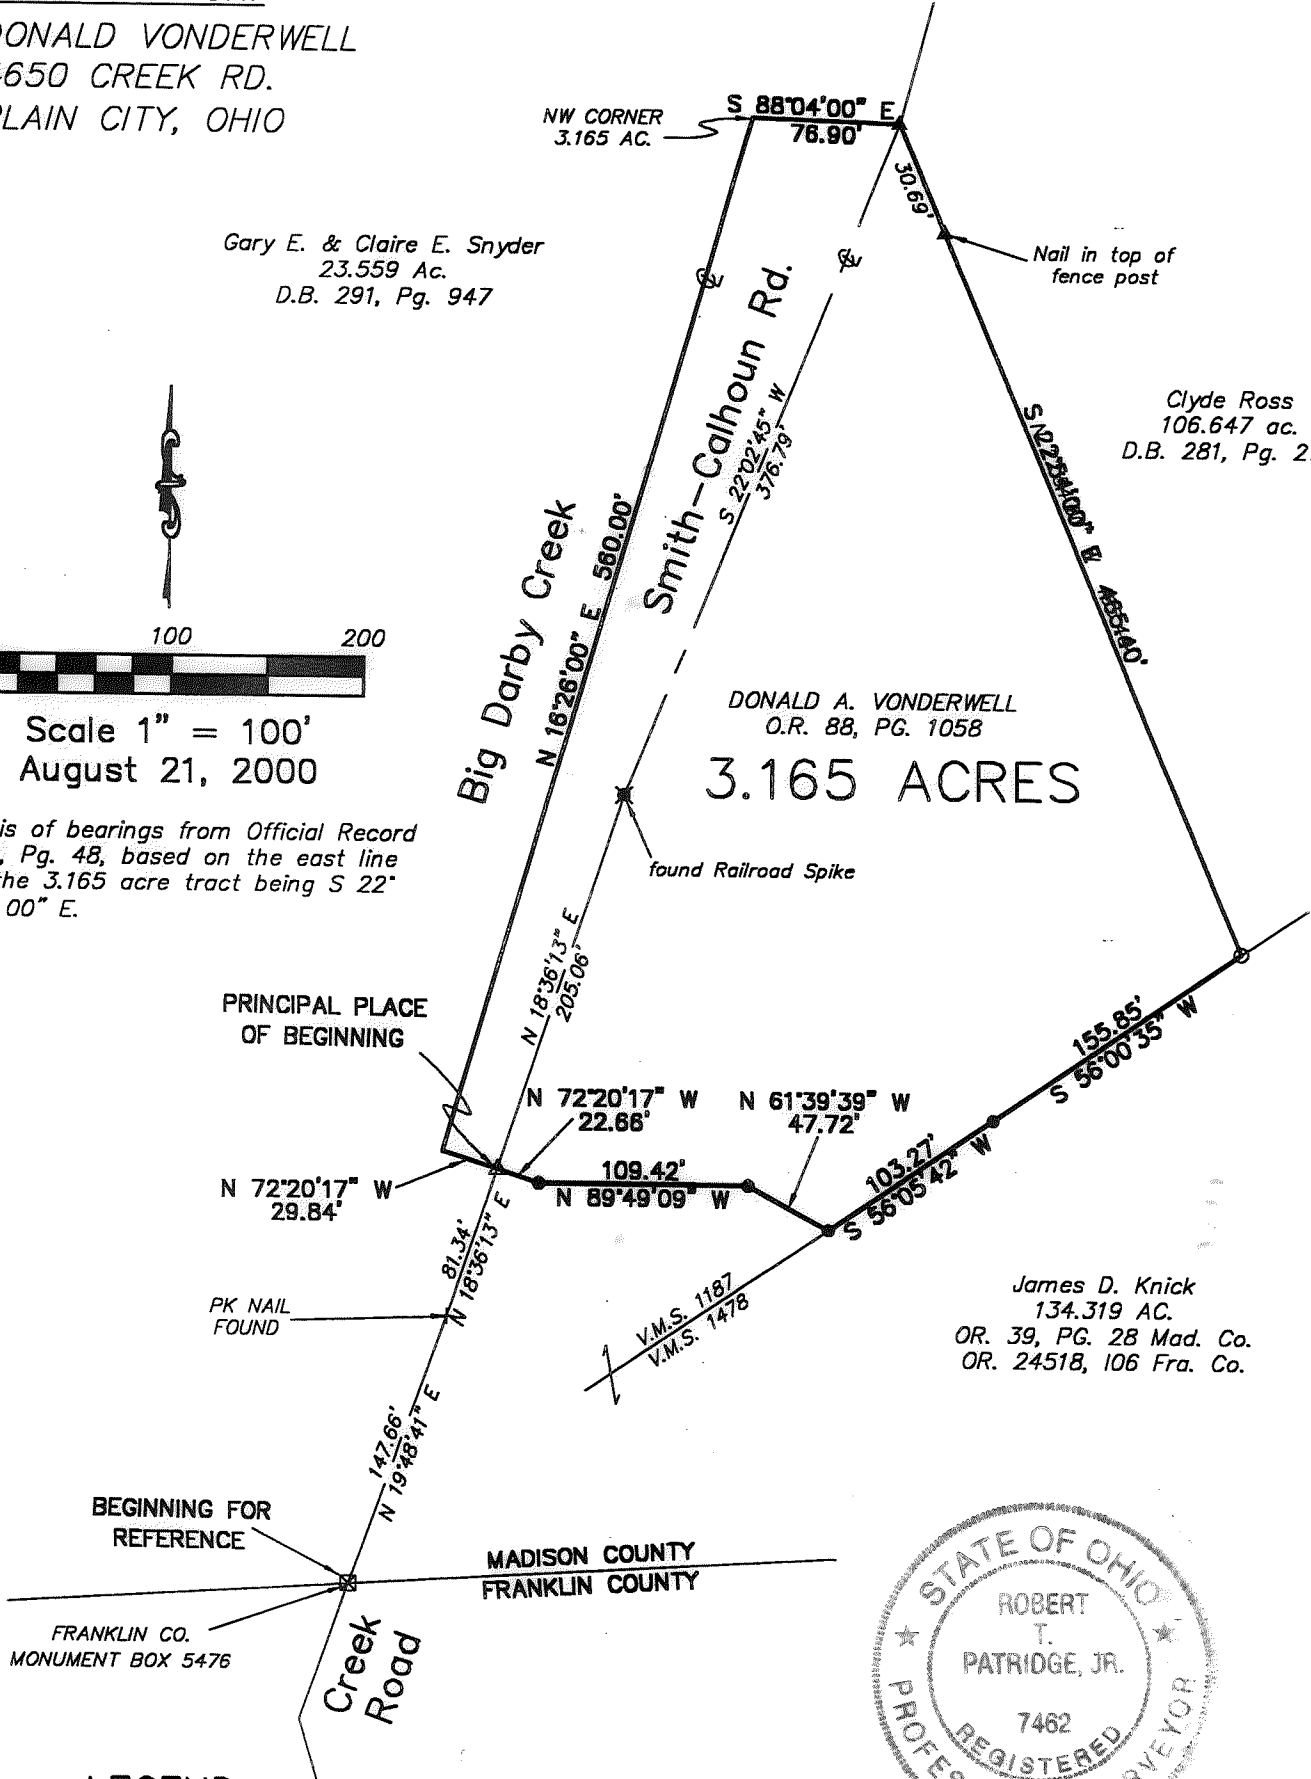 VONDERWELL
CREEK RD.
CITY, OHIO
NW CORNER
3.165 AC.
S 88°04'00" E
76.90'
30.69'
Nail in top of
fence post
Gary E. & Claire E. Snyder
23.559 Ac.
D.B. 291, Pg. 947
Clyde Ross
106.647 ac.
D.B. 281, Pg.
Smith-Calhoun Rd.
S 22°02'45" W
376.79'
Big Darby Creek
N 16°26'00" E 560.00'
100 200
Scale 1" = 100'
August 21, 2000
DONALD A. VONDERWELL
O.R. 88, PG. 1058
3.165 ACRES
of bearings from Official Record
Pg. 48, based on the east line
3.165 acre tract being S 22°
00" E.
found Railroad Spike
N 18°36'13" E
205.06'
PRINCIPAL PLACE
OF BEGINNING
N 72°20'17" W
22.66'
N 61°39'39" W
47.72'
155.85'
S 56°00'35" W
103.27'
S 56°05'42" W
109.42'
N 89°49'09" W
N 72°20'17" W
29.84'
81.34'
N 18°36'13" E
PK NAIL
FOUND
V.M.S. 1187
V.M.S. 1478
James D. Knick
134.319 AC.
OR. 39, PG. 28 Mad. Co.
OR. 24518, I06 Fra. Co.
147.66'
N 19°48'41" E
BEGINNING FOR
REFERENCE
MADISON COUNTY
FRANKLIN COUNTY
FRANKLIN CO.
MONUMENT BOX 5476
Creek
Road
STATE OF OHIO
ROBERT
T.
PATRIDGE, JR.
7462
REGISTERED